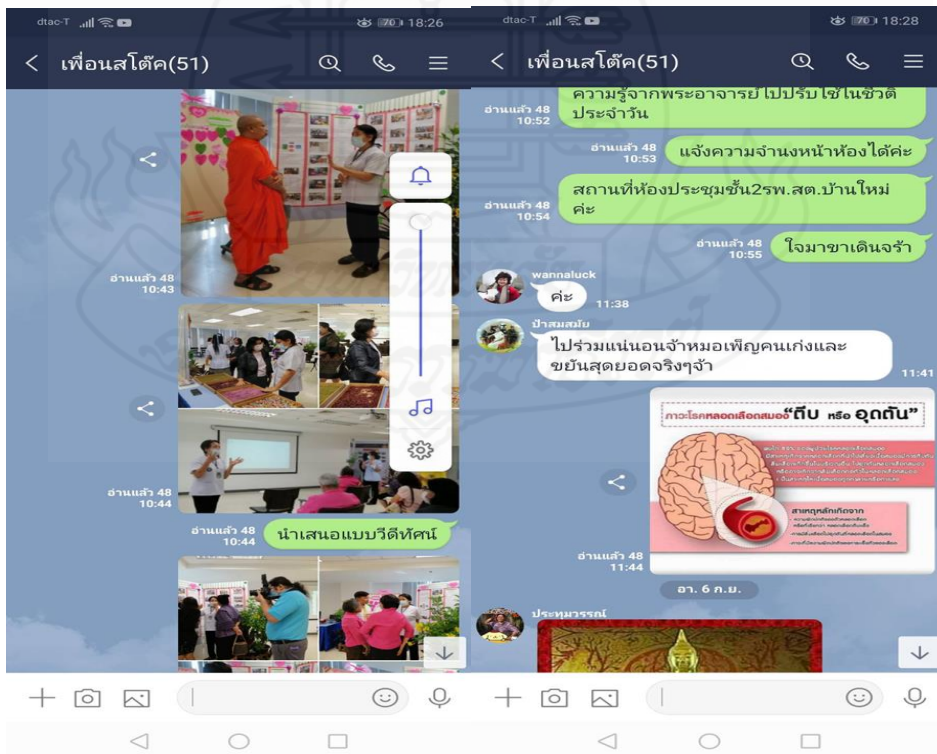 dtac-T 70 18:26
เพื่อนสโต๊ค(51)
อ่านแล้ว 48
10:43
อ่านแล้ว 48
10:44
อ่านแล้ว 48
10:44
นำเสนอแบบวีดีทัศน์
dtac-T 70 18:28
เพื่อนสโต๊ค(51)
ความรู้จากพระอาจารย์ไปปรับใช้ในชีวติ
ประจำวัน
อ่านแล้ว 48
10:52
แจ้งความจำนงหน้าห้องได้ค่ะ
อ่านแล้ว 48
10:53
สถานที่ห้องประชุมชั้น2รพ.สต.บ้านใหม่
ค่ะ
อ่านแล้ว 48
10:54
ใจมาขาเดินจร้า
อ่านแล้ว 48
10:55
wannaluck
ค่ะ
11:38
ป้าสมสมัย
ไปร่วมแน่นอนจ้าหมอเพ็ญคนเก่งและ
ขยันสุดยอดจริงๆจ้า
11:41
ภาวะโรคหลอดเลือดสมอง"ตีบ หรือ อุดตัน"
สาเหตุหลักเกิดจาก
อ่านแล้ว 48
11:44
อา. 6 ก.ย.
ประทุมวรรณ์